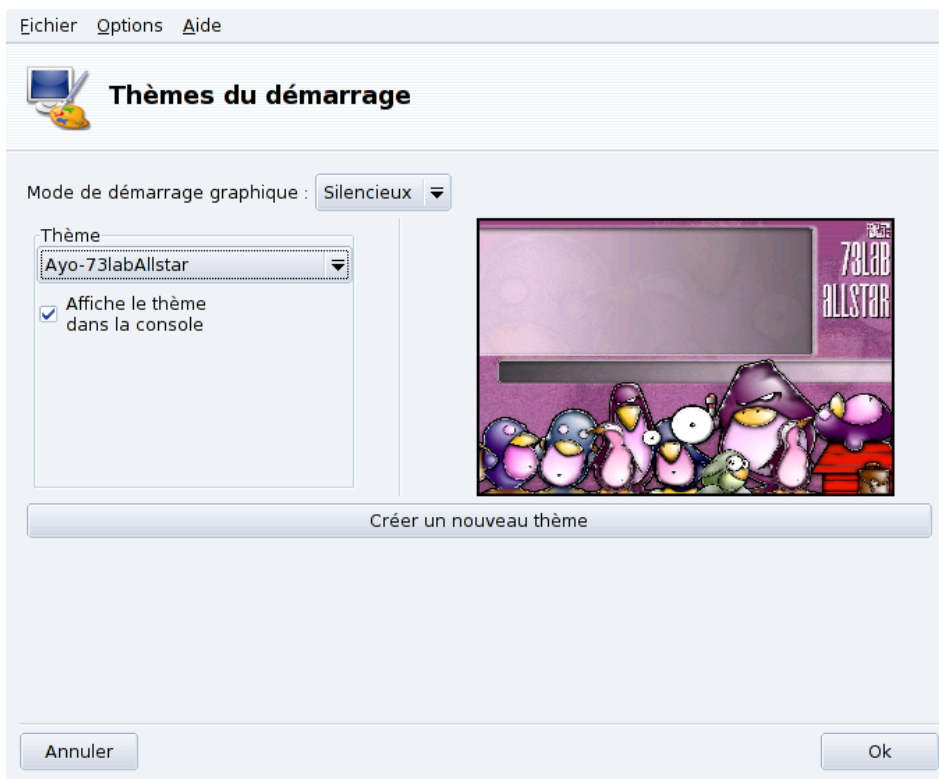 Fichier Options Aide
Thèmes du démarrage
Mode de démarrage graphique : Silencieux
Thème
Ayo-73labAllstar
Affiche le thème
dans la console
73LAB
ALLSTAR
Créer un nouveau thème
Annuler Ok